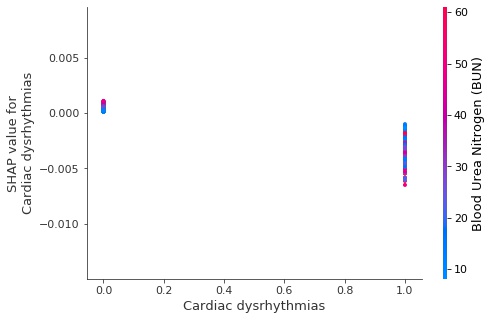 0.005
0.000
−0.005
−0.010
SHAP value for
Cardiac dysrhythmias
0.0 0.2 0.4 0.6 0.8 1.0
Cardiac dysrhythmias
60
50
40
30
20
10
Blood Urea Nitrogen (BUN)